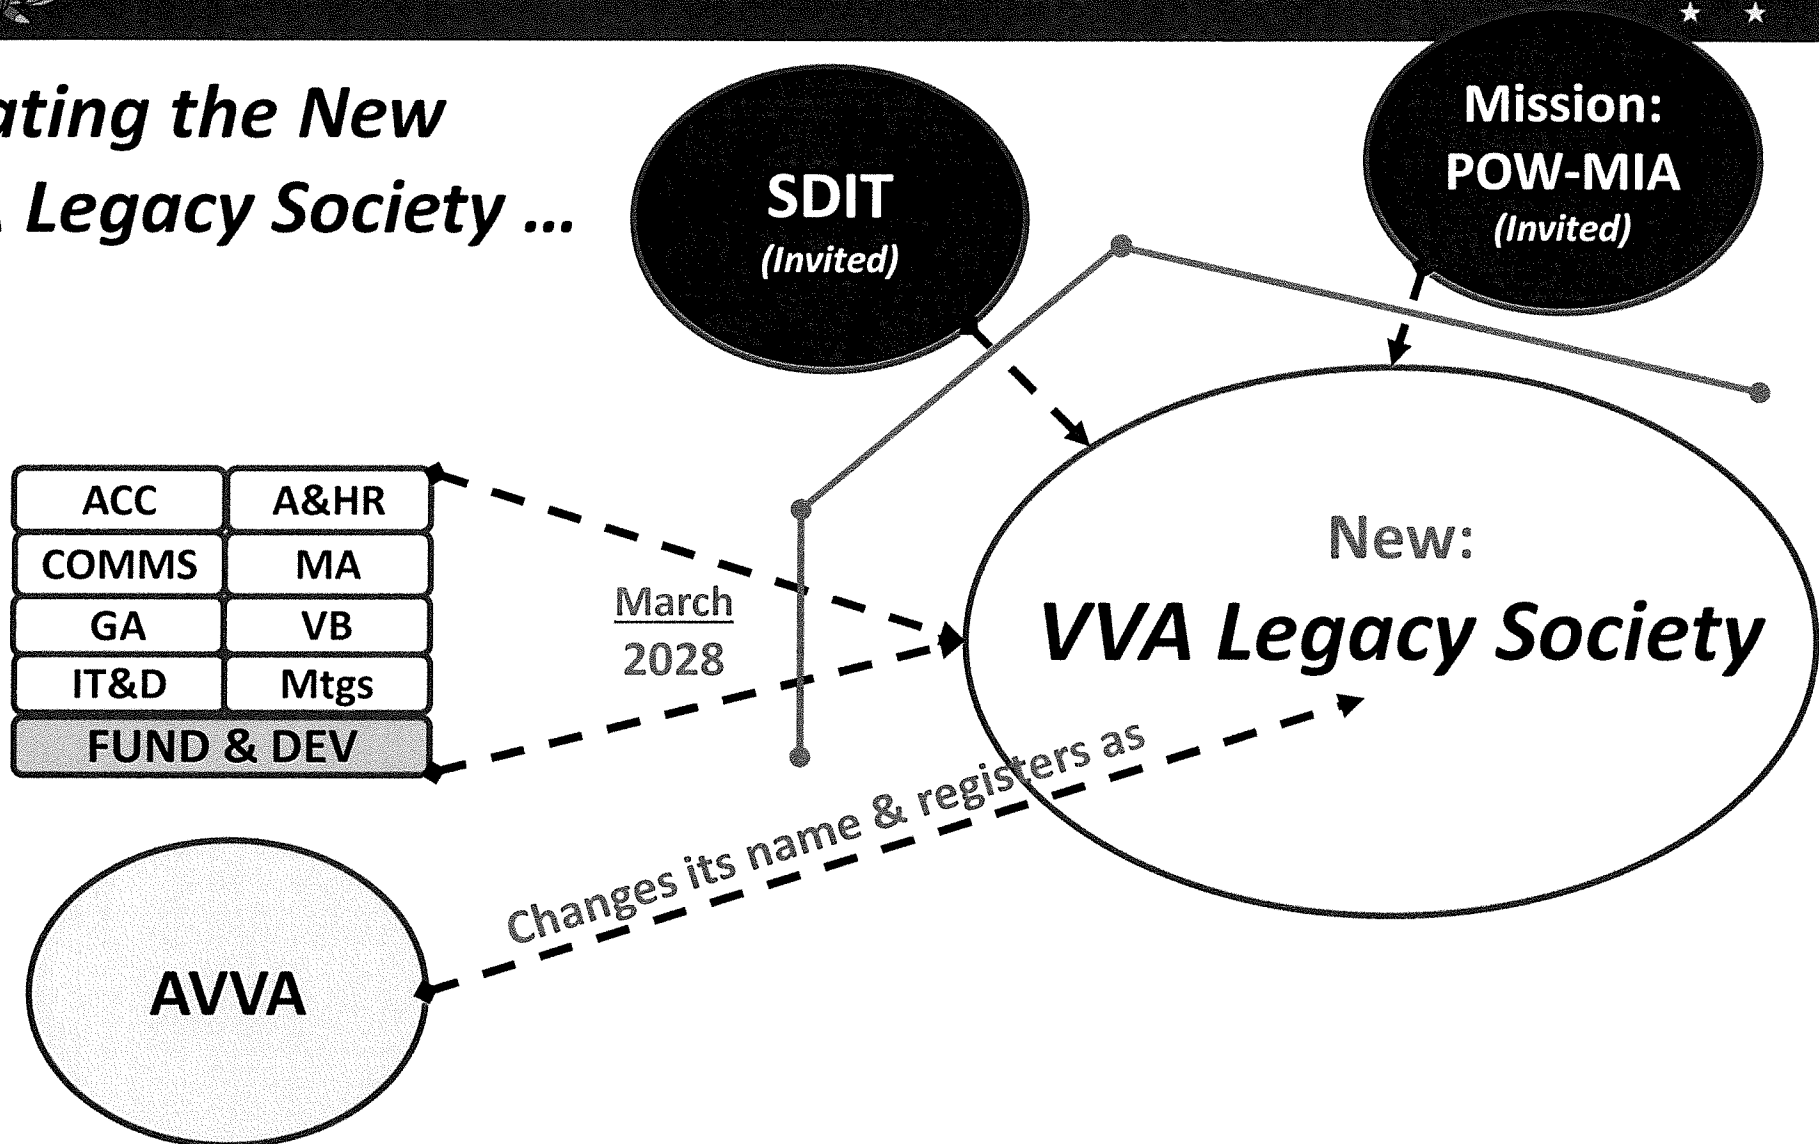 ating the New
Legacy Society ...
SDIT
(Invited)
Mission:
POW-MIA
(Invited)
ACC A&HR
COMMS MA
GA VB
IT&D Mtgs
FUND & DEV
March
2028
New:
VVA Legacy Society
Changes its name & registers as
AVVA